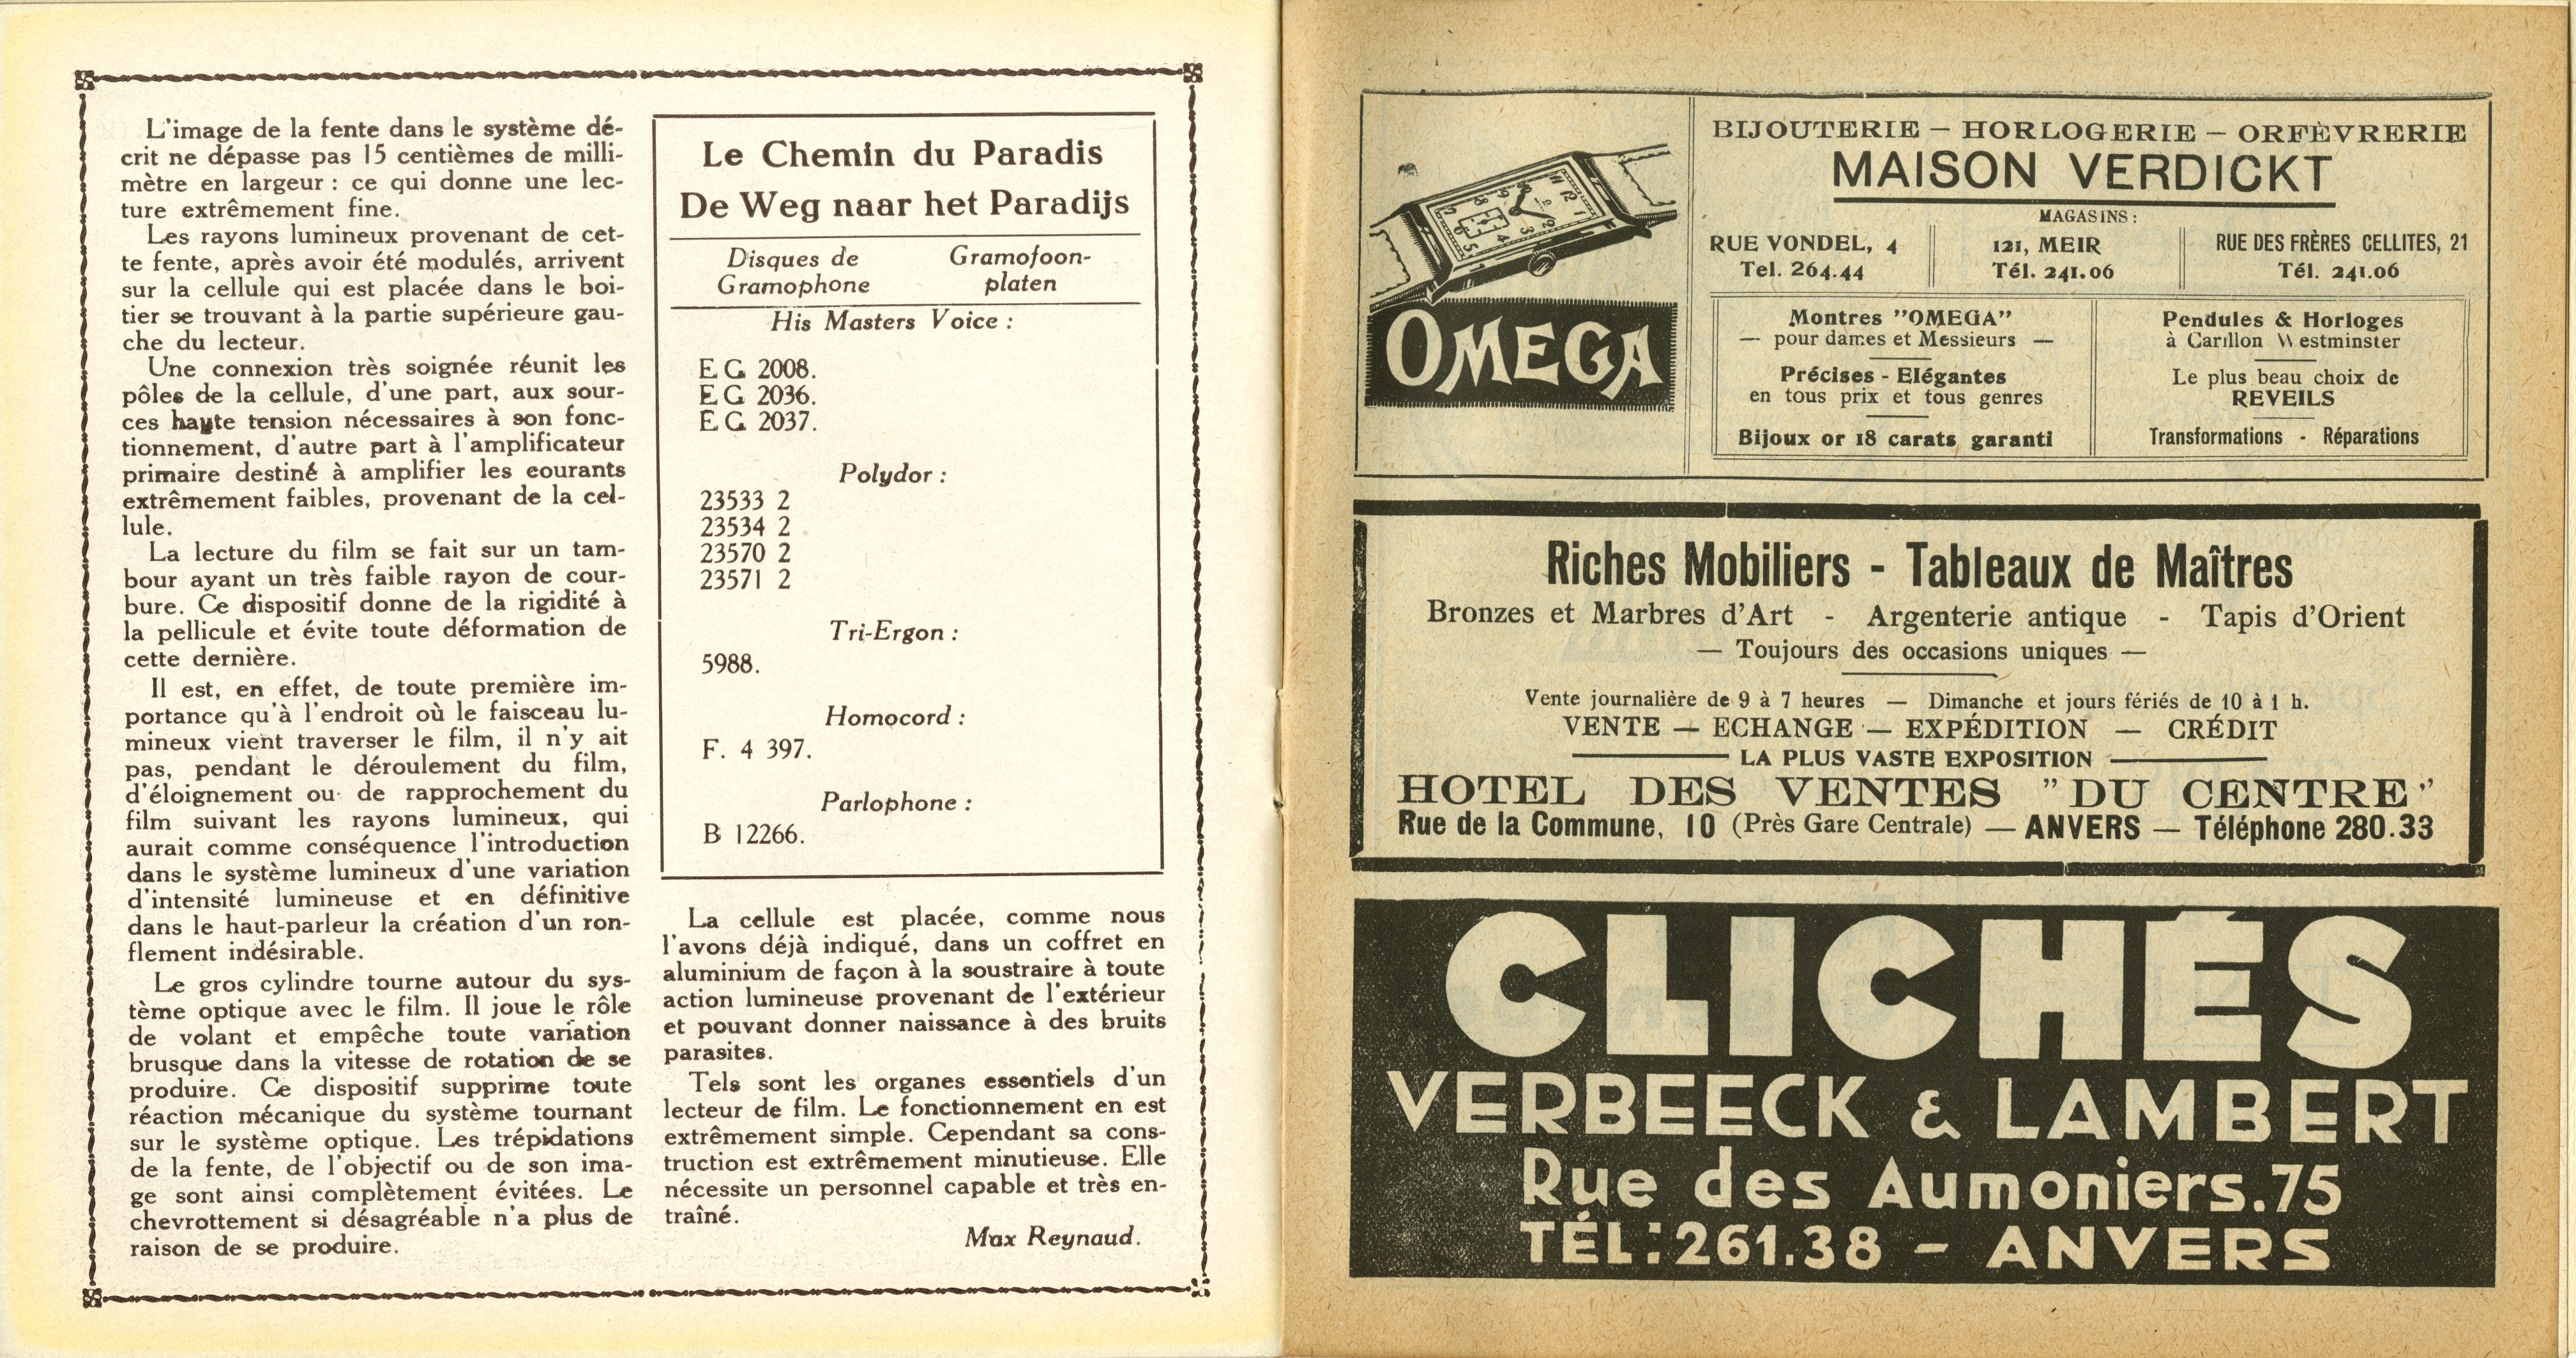 L'image de la fente dans le système dé-
crit ne dépasse pas 15 centièmes de milli-
mètre en largeur : ce qui donne une lec-
ture extrêmement fine.
Les rayons lumineux provenant de cet-
te fente, après avoir été modulés, arrivent
sur la cellule qui est placée dans le boi-
tier se trouvant à la partie supérieure gau-
che du lecteur.
Une connexion très soignée réunit les
pôles de la cellule, d'une part, aux sour-
ces haute tension nécessaires à son fonc-
tionnement, d'autre part à l'amplificateur
primaire destiné à amplifier les courants
extrêmement faibles, provenant de la cel-
lule.
La lecture du film se fait sur un tam-
bour ayant un très faible rayon de cour-
bure. Ce dispositif donne de la rigidité à
la pellicule et évite toute déformation de
cette dernière.
Il est, en effet, de toute première im-
portance qu'à l'endroit où le faisceau lu-
mineux vient traverser le film, il n'y ait
pas, pendant le déroulement du film,
d'éloignement ou de rapprochement du
film suivant les rayons lumineux, qui
aurait comme conséquence l'introduction
dans le système lumineux d'une variation
d'intensité lumineuse et en définitive
dans le haut-parleur la création d'un ron-
flement indésirable.
Le gros cylindre tourne autour du sys-
tème optique avec le film. Il joue le rôle
de volant et empêche toute variation
brusque dans la vitesse de rotation de se
produire. Ce dispositif supprime toute
réaction mécanique du système tournant
sur le système optique. Les trépidations
de la fente, de l'objectif ou de son ima-
ge sont ainsi complètement évitées. Le
chevrottement si désagréable n'a plus de
raison de se produire.
Le Chemin du Paradis
De Weg naar het Paradijs
Disques de Gramofoon-
Gramophone platen
His Masters Voice :
E G 2008.
E G 2036.
E G 2037.
Polydor :
23533 2
23534 2
23570 2
23571 2
Tri-Ergon :
5988.
Homocord :
F. 4 397.
Parlophone :
B 12266.
La cellule est placée, comme nous
l'avons déjà indiqué, dans un coffret en
aluminium de façon à la soustraire à toute
action lumineuse provenant de l'extérieur
et pouvant donner naissance à des bruits
parasites.
Tels sont les organes essentiels d'un
lecteur de film. Le fonctionnement en est
extrêmement simple. Cependant sa cons-
truction est extrêmement minutieuse. Elle
nécessite un personnel capable et très en-
traîné.
Max Reynaud.
OMEGA
BIJOUTERIE — HORLOGERIE — ORFÈVRERIE
MAISON VERDICKT
MAGASINS :
RUE VONDEL, 4
Tel. 264.44
121, MEIR
Tél. 241.06
RUE DES FRÈRES CELLITES, 21
Tél. 241.06
Montres "OMEGA"
— pour dames et Messieurs —
Précises - Elégantes
en tous prix et tous genres
Bijoux or 18 carats garanti
Pendules & Horloges
à Carillon Westminster
Le plus beau choix de
REVEILS
Transformations - Réparations
Riches Mobiliers - Tableaux de Maîtres
Bronzes et Marbres d'Art - Argenterie antique - Tapis d'Orient
— Toujours des occasions uniques —
Vente journalière de 9 à 7 heures — Dimanche et jours fériés de 10 à 1 h.
VENTE — ECHANGE — EXPÉDITION — CRÉDIT
LA PLUS VASTE EXPOSITION
HOTEL DES VENTES "DU CENTRE"
Rue de la Commune, 10 (Près Gare Centrale) — ANVERS — Téléphone 280.33
CLICHÉS
VERBEECK & LAMBERT
Rue des Aumoniers.75
TÉL: 261.38 - ANVERS